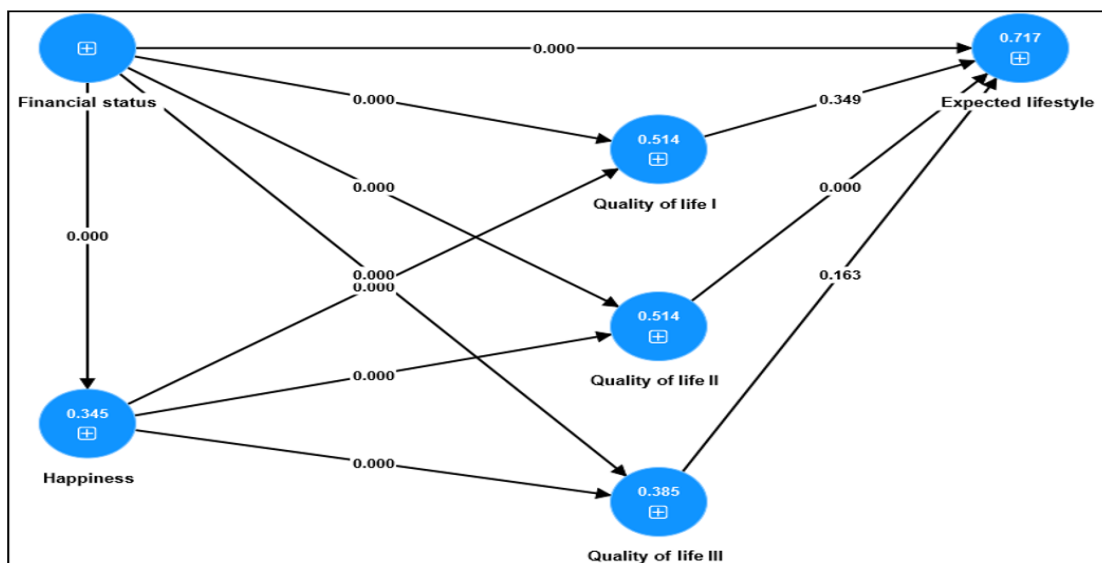 0.717
0.000
Financial status
Expected lifestyle
0.000
0.349
0.514
Quality of life I
0.000
0.000
0.000
0.000
0.000
0.163
0.514
Quality of life II
0.000
0.345
Happiness
0.000
0.385
Quality of life III